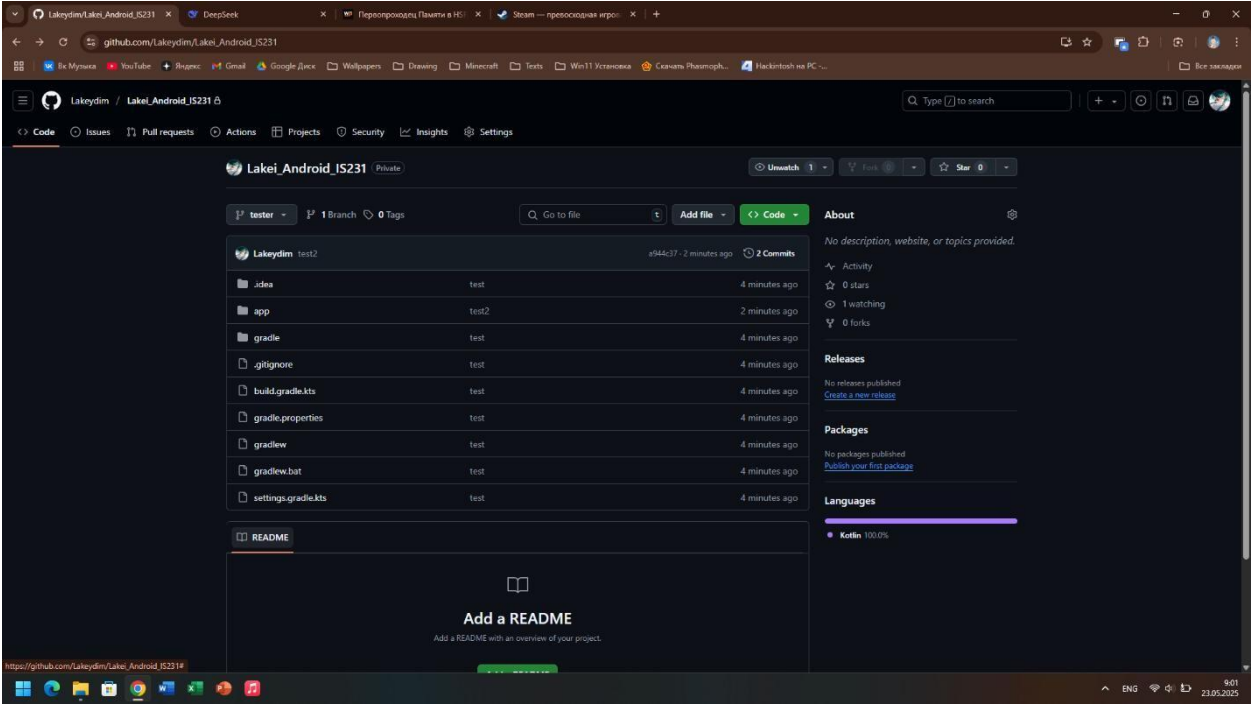 Lakeydim/Lakei_Android_IS231
DeepSeek
Первопроходец Памяти в HSR
Steam — превосходная игров
github.com/Lakeydim/Lakei_Android_IS231
Вк Музыка YouTube Яндекс Gmail Google Диск Wallpapers Drawing Minecraft Texts Win11 Установка Скачать Phasmoph... Hackintosh на PC -... Все закладки
Lakeydim / Lakei_Android_IS231
Type / to search
Code Issues Pull requests Actions Projects Security Insights Settings
Lakei_Android_IS231 Private
Unwatch 1 Fork 0 Star 0
tester 1 Branch 0 Tags Go to file t Add file Code
Lakeydim test2 a944c37 · 2 minutes ago 2 Commits
.idea test 4 minutes ago
app test2 2 minutes ago
gradle test 4 minutes ago
.gitignore test 4 minutes ago
build.gradle.kts test 4 minutes ago
gradle.properties test 4 minutes ago
gradlew test 4 minutes ago
gradlew.bat test 4 minutes ago
settings.gradle.kts test 4 minutes ago
README
Add a README
Add a README with an overview of your project.
About
No description, website, or topics provided.
Activity
0 stars
1 watching
0 forks
Releases
No releases published
Create a new release
Packages
No packages published
Publish your first package
Languages
Kotlin 100.0%
https://github.com/Lakeydim/Lakei_Android_IS231#
ENG
9:01
23.05.2025